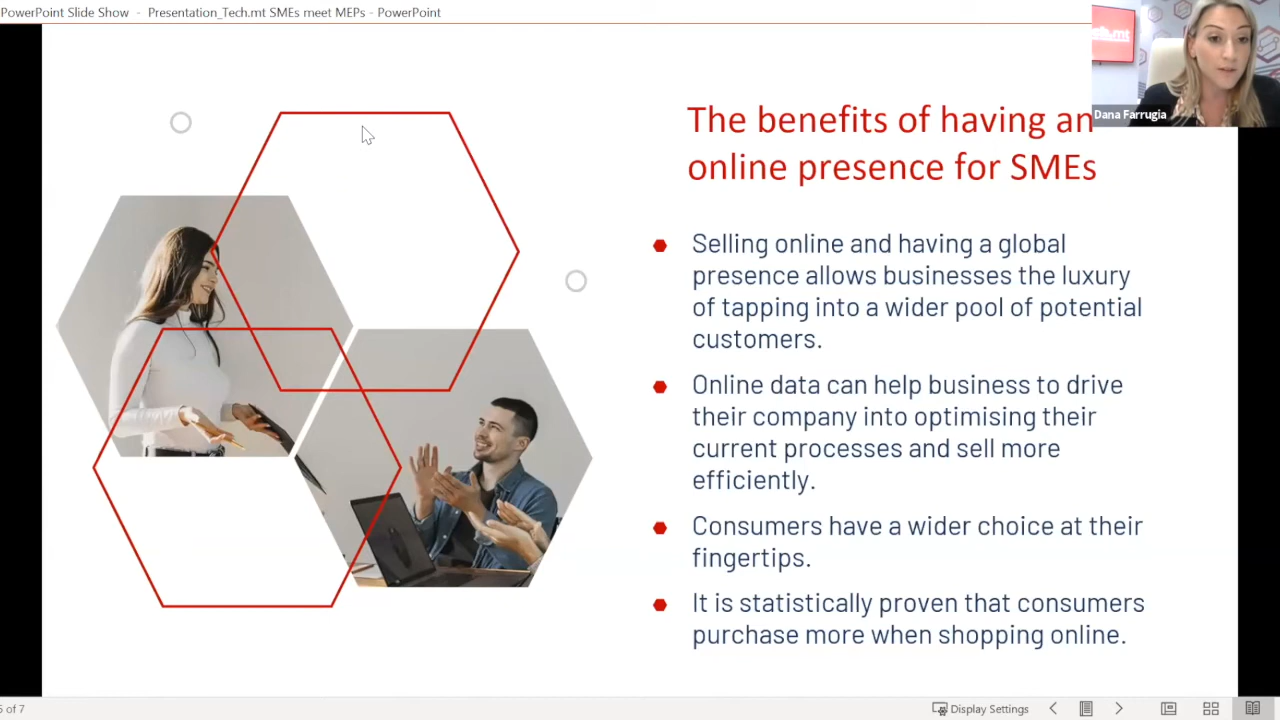 PowerPoint Slide Show - Presentation_Tech.mt SMEs meet MEPs - PowerPoint
Dana Farrugia
The benefits of having an
online presence for SMEs
Selling online and having a global
presence allows businesses the luxury
of tapping into a wider pool of potential
customers.
Online data can help business to drive
their company into optimising their
current processes and sell more
efficiently.
Consumers have a wider choice at their
fingertips.
It is statistically proven that consumers
purchase more when shopping online.
of 7
Display Settings